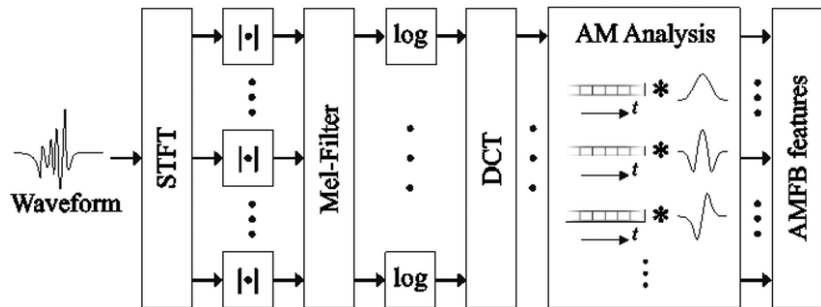 Waveform
STFT
|•|
|•|
|•|
Mel-Filter
log
log
DCT
AM Analysis
* t
* t
* t
AMFB features